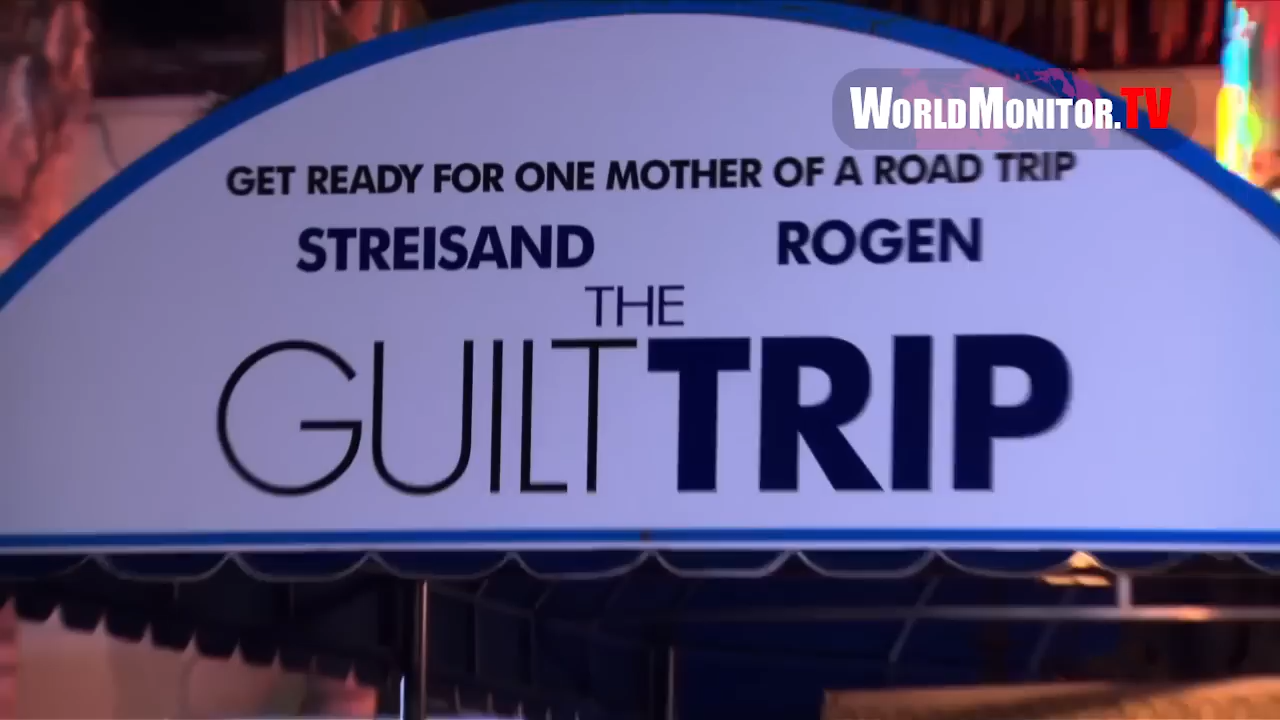 WORLDMONITOR.TV
GET READY FOR ONE MOTHER OF A ROAD TRIP
STREISAND ROGEN
THE
GUILT TRIP